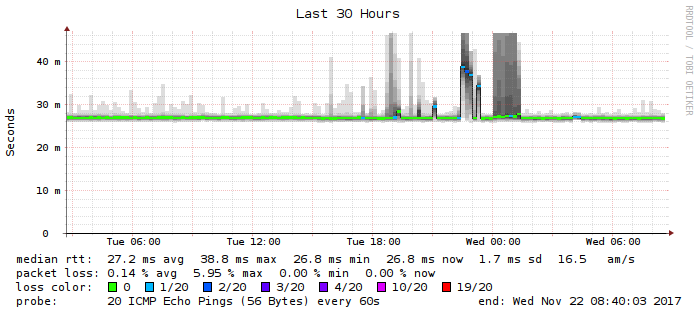 Last 30 Hours
RRDTOOL / TOBI OETIKER
Seconds
40 m
30 m
20 m
10 m
0
Tue 06:00 Tue 12:00 Tue 18:00 Wed 00:00 Wed 06:00
median rtt: 27.2 ms avg 38.8 ms max 26.8 ms min 26.8 ms now 1.7 ms sd 16.5 am/s
packet loss: 0.14 % avg 5.95 % max 0.00 % min 0.00 % now
loss color: 0 1/20 2/20 3/20 4/20 10/20 19/20
probe: 20 ICMP Echo Pings (56 Bytes) every 60s end: Wed Nov 22 08:40:03 2017